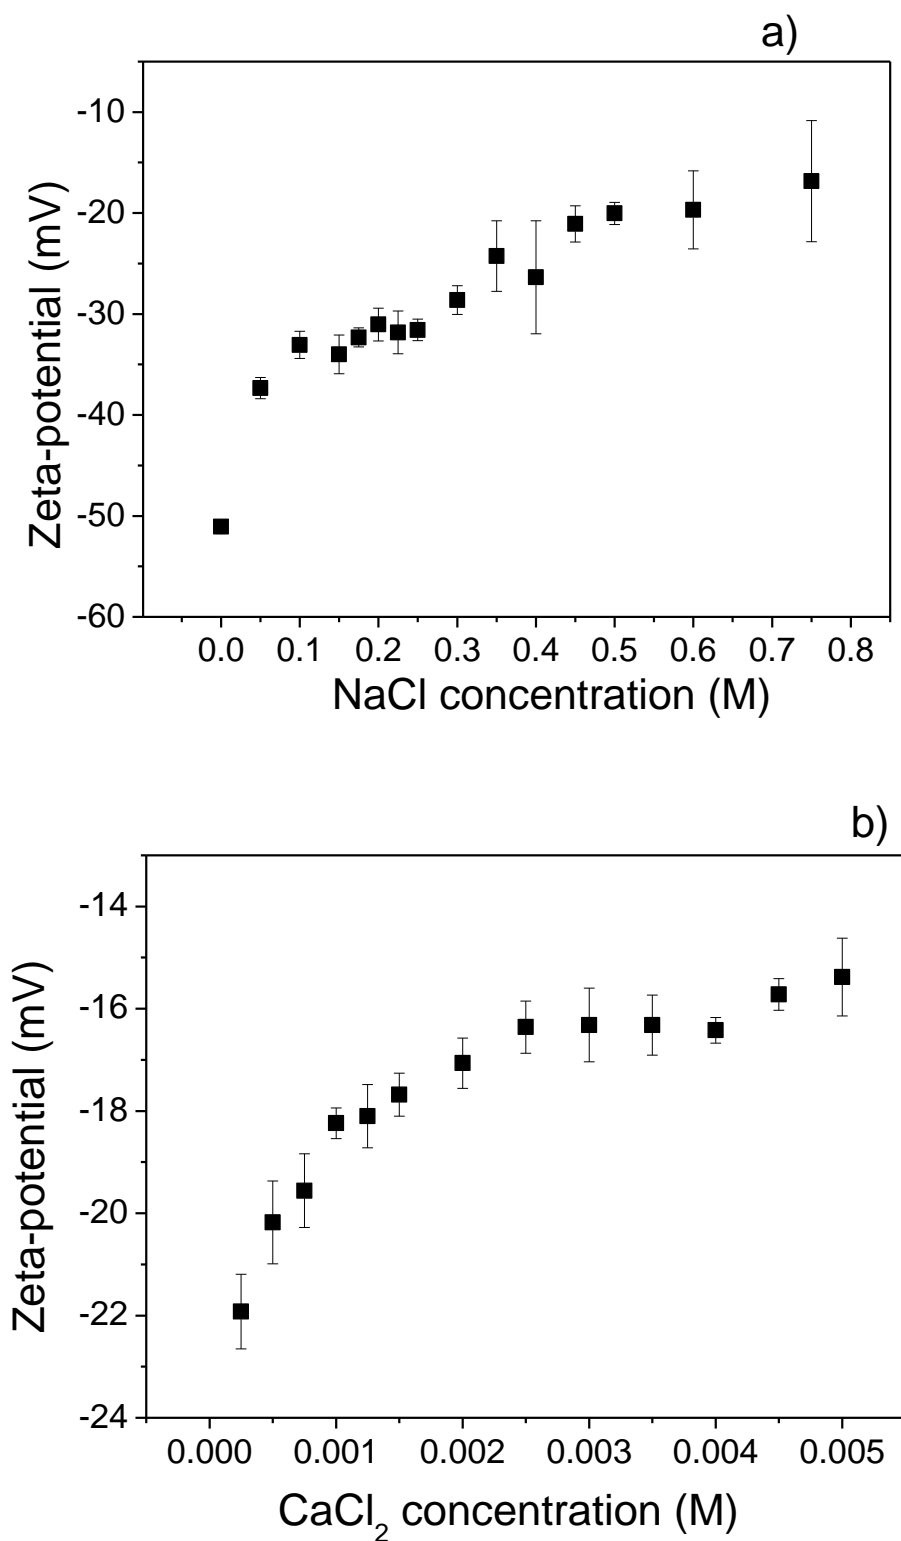 a)
-10
-20
-30
-40
-50
-60
Zeta-potential (mV)
0.0 0.1 0.2 0.3 0.4 0.5 0.6 0.7 0.8
NaCl concentration (M)
b)
-14
-16
-18
-20
-22
-24
Zeta-potential (mV)
0.000 0.001 0.002 0.003 0.004 0.005
CaCl₂ concentration (M)